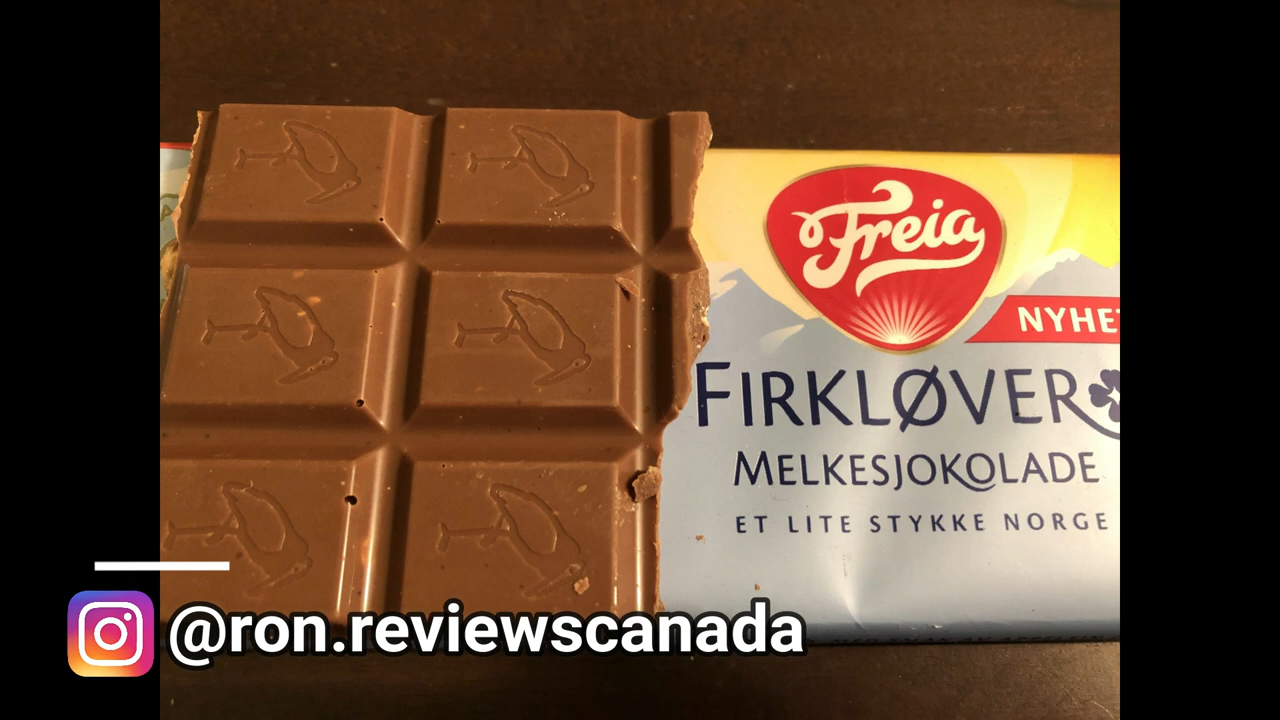 Freia
NYHET
FIRKLØVER
MELKESJOKOLADE
ET LITE STYKKE NORGE
@ron.reviewscanada